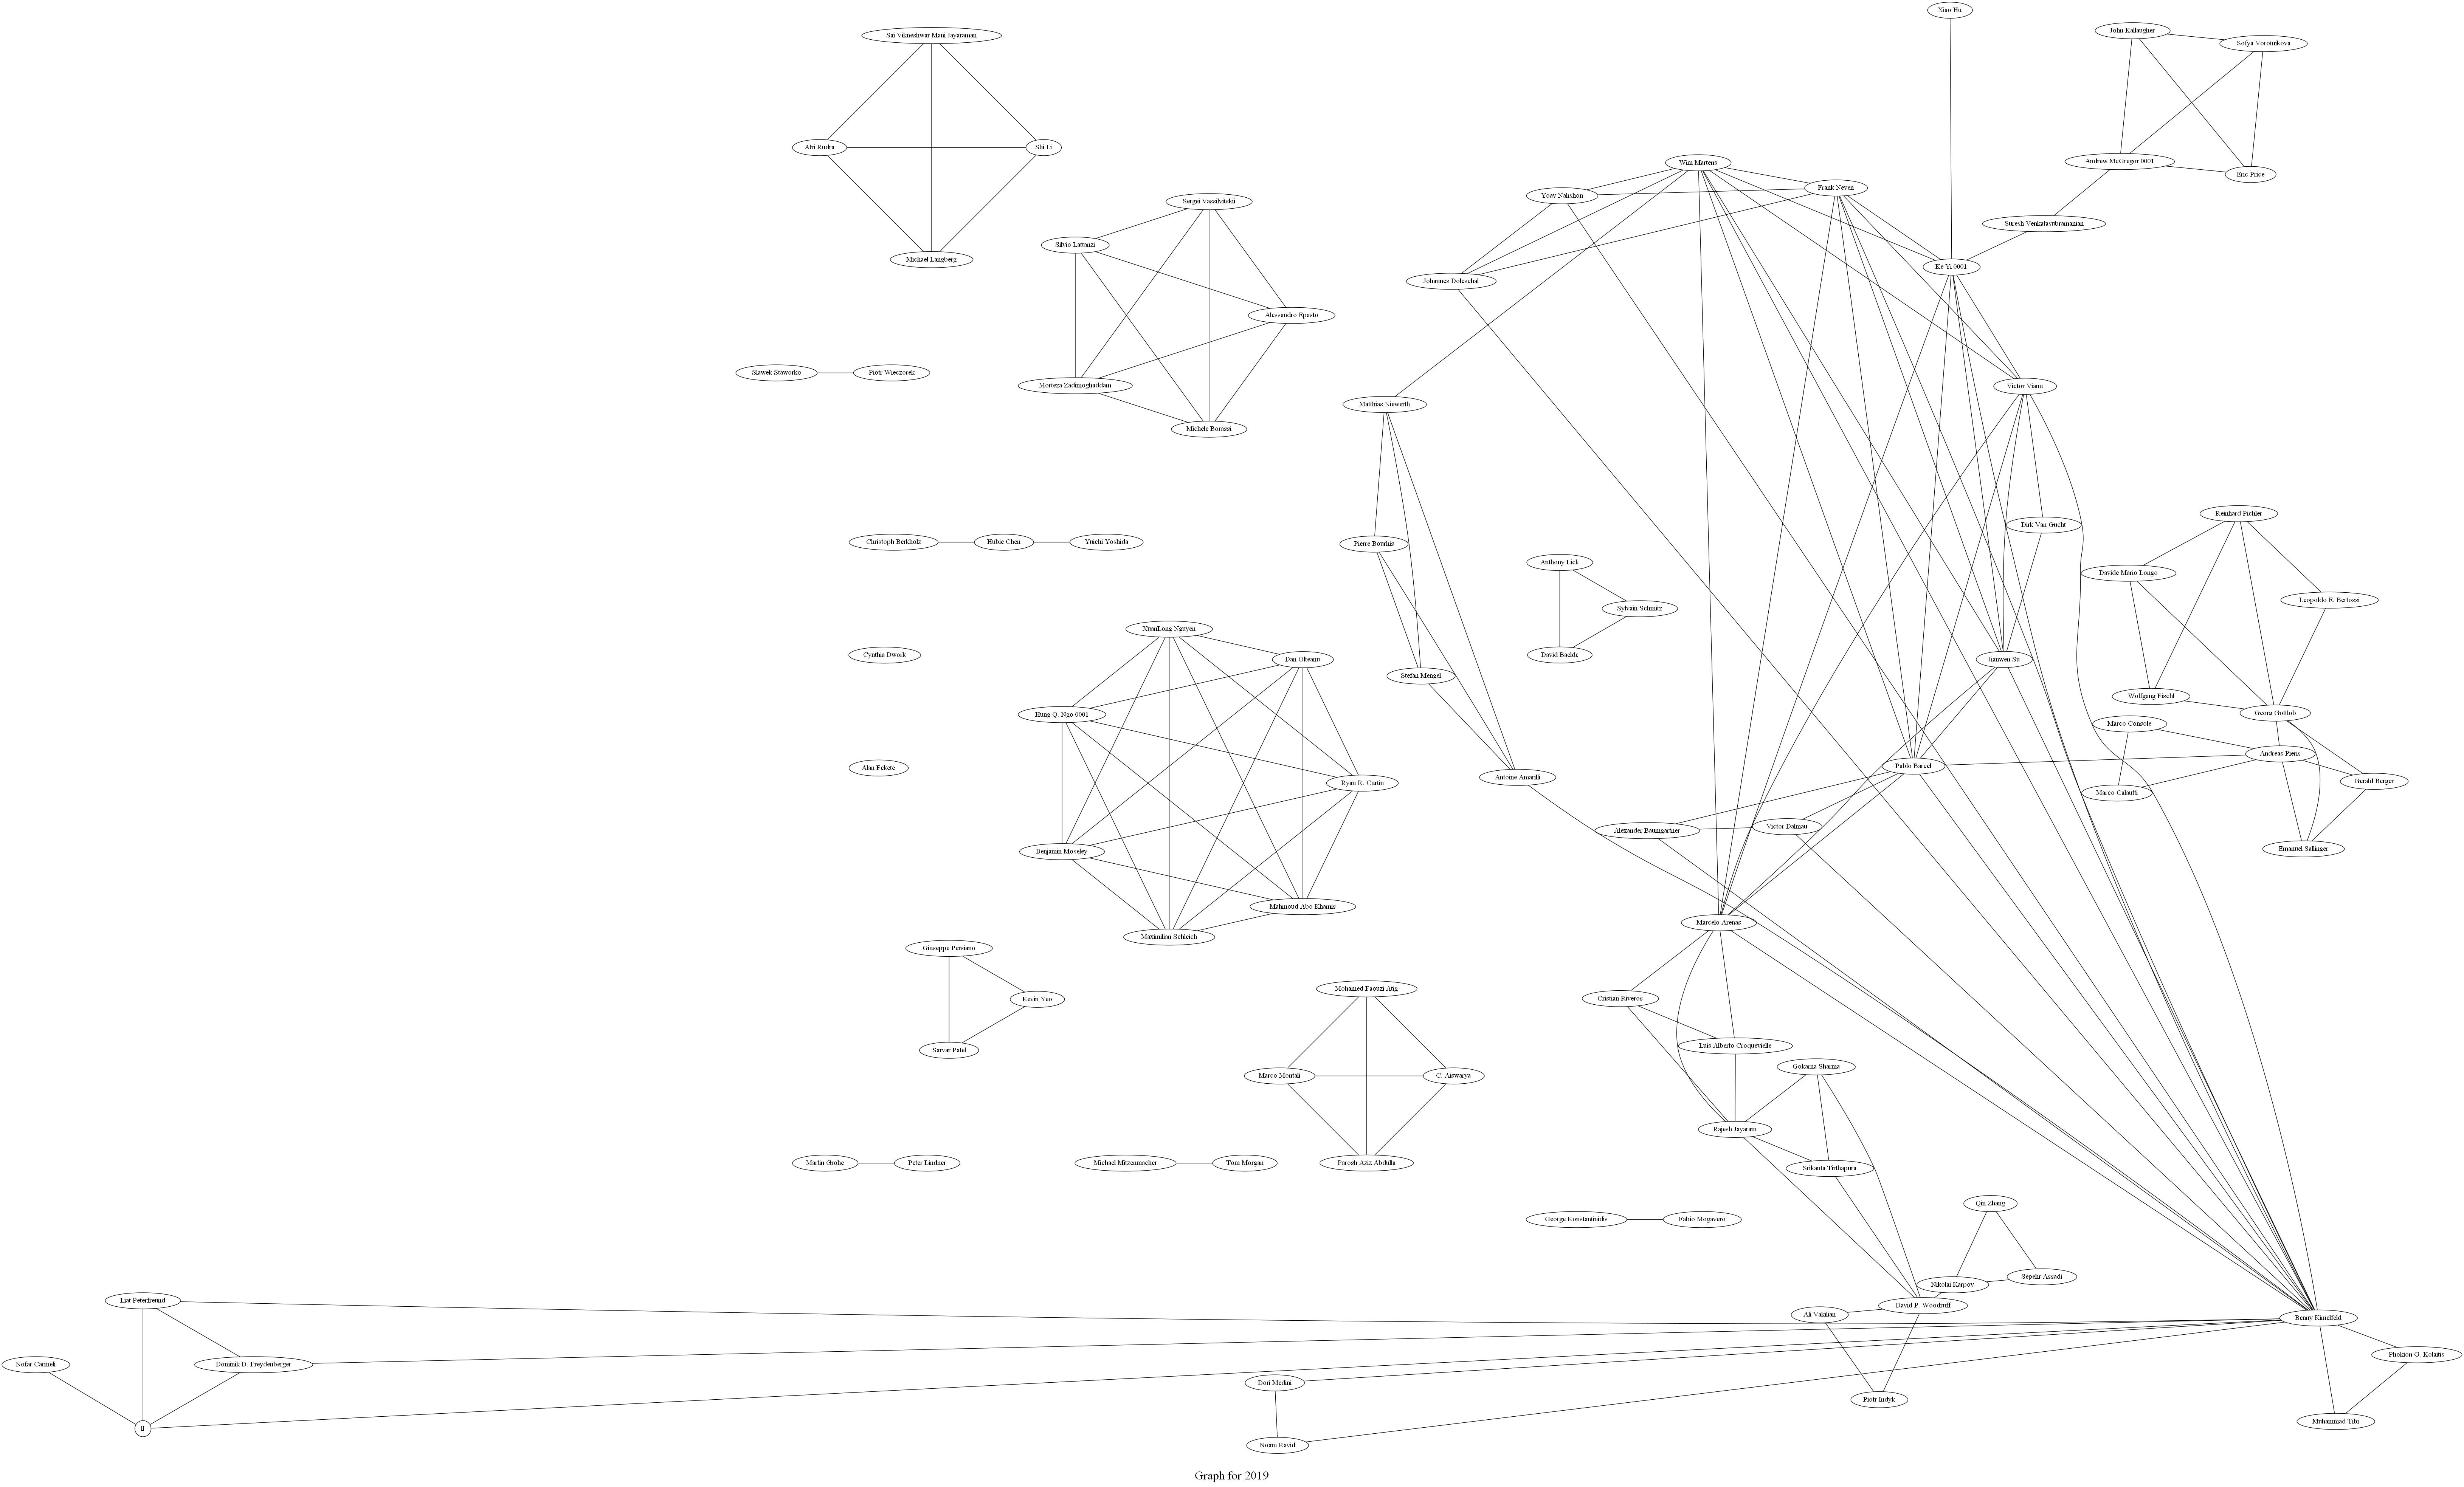 Xiao Hu
John Kallaugher
Sofya Vorotnikova
Sai Vikneshwar Mani Jayaraman
Atri Rudra
Shi Li
Andrew McGregor 0001
Wim Martens
Eric Price
Frank Neven
Yoav Nahshon
Sergei Vassilvitskii
Suresh Venkatasubramanian
Silvio Lattanzi
Michael Langberg
Ke Yi 0001
Johannes Doleschal
Alessandro Epasto
Slawek Staworko
Piotr Wieczorek
Morteza Zadimoghaddam
Victor Vianu
Matthias Niewerth
Michele Borassi
Reinhard Pichler
Dirk Van Gucht
Christoph Berkholz
Hubie Chen
Yuichi Yoshida
Pierre Bourhis
Anthony Lick
Davide Mario Longo
Leopoldo E. Bertossi
Sylvain Schmitz
XuanLong Nguyen
Cynthia Dwork
David Baelde
Dan Olteanu
Jianwen Su
Stefan Mengel
Wolfgang Fischl
Georg Gottlob
Hung Q. Ngo 0001
Marco Console
Andreas Pieris
Pablo Barcel
Alan Fekete
Antoine Amarilli
Gerald Berger
Ryan R. Curtin
Marco Calautti
Victor Dalmau
Alexander Baumgartner
Emanuel Sallinger
Benjamin Moseley
Mahmoud Abo Khamis
Marcelo Arenas
Maximilian Schleich
Giuseppe Persiano
Mohamed Faouzi Atig
Kevin Yeo
Cristian Riveros
Luis Alberto Croquevielle
Sarvar Patel
Gokarna Sharma
Marco Montali
C. Aiswarya
Rajesh Jayaram
Martin Grohe
Peter Lindner
Michael Mitzenmacher
Tom Morgan
Parosh Aziz Abdulla
Srikanta Tirthapura
Qin Zhang
George Konstantinidis
Fabio Mogavero
Sepehr Assadi
Nikolai Karpov
Liat Peterfreund
David P. Woodruff
Ali Vakilian
Benny Kimelfeld
Phokion G. Kolaitis
Nofar Carmeli
Dominik D. Freydenberger
Dori Medini
Piotr Indyk
Muhammad Tibi
Noam Ravid
Graph for 2019